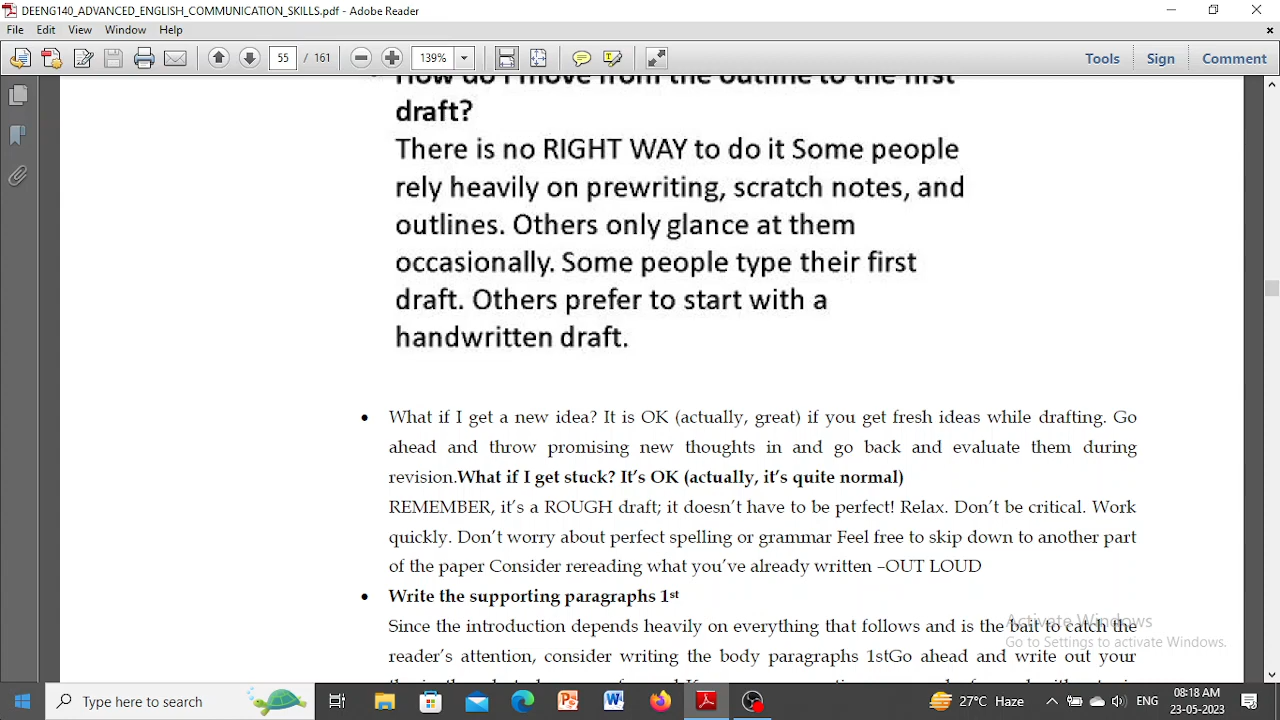 DEENG140_ADVANCED_ENGLISH_COMMUNICATION_SKILLS.pdf - Adobe Reader
File Edit View Window Help
55 / 161 139% Tools Sign Comment
How do I move from the outline to the first
draft?
There is no RIGHT WAY to do it Some people
rely heavily on prewriting, scratch notes, and
outlines. Others only glance at them
occasionally. Some people type their first
draft. Others prefer to start with a
handwritten draft.
• What if I get a new idea? It is OK (actually, great) if you get fresh ideas while drafting. Go
ahead and throw promising new thoughts in and go back and evaluate them during
revision.What if I get stuck? It's OK (actually, it's quite normal)
REMEMBER, it's a ROUGH draft; it doesn't have to be perfect! Relax. Don't be critical. Work
quickly. Don't worry about perfect spelling or grammar Feel free to skip down to another part
of the paper Consider rereading what you've already written –OUT LOUD
• Write the supporting paragraphs 1st
Since the introduction depends heavily on everything that follows and is the bait to catch the
reader's attention, consider writing the body paragraphs 1stGo ahead and write out your
Activate Windows
Go to Settings to activate Windows.
Type here to search
27°C Haze ENG 08:18 AM
23-05-2023